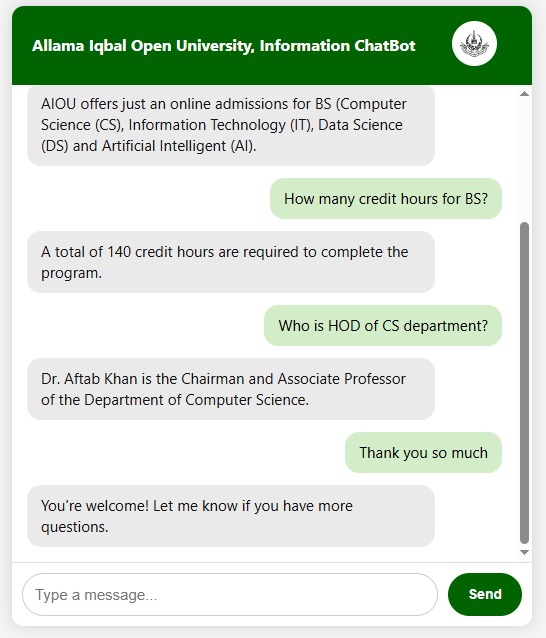 Allama Iqbal Open University, Information ChatBot
AIOU offers just an online admissions for BS (Computer
Science (CS), Information Technology (IT), Data Science
(DS) and Artificial Intelligent (AI).
How many credit hours for BS?
A total of 140 credit hours are required to complete the
program.
Who is HOD of CS department?
Dr. Aftab Khan is the Chairman and Associate Professor
of the Department of Computer Science.
Thank you so much
You're welcome! Let me know if you have more
questions.
Type a message...
Send